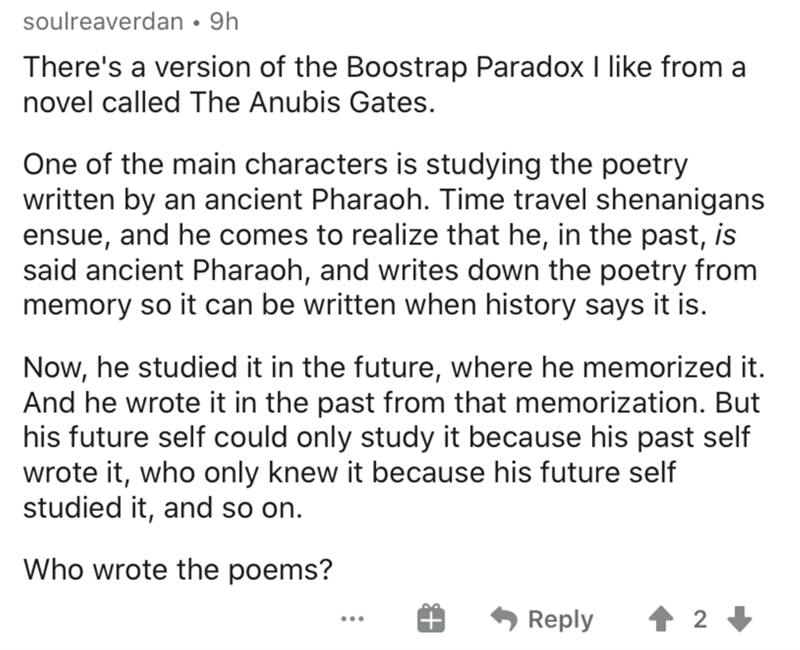 soulreaverdan • 9h
There's a version of the Boostrap Paradox I like from a
novel called The Anubis Gates.
One of the main characters is studying the poetry
written by an ancient Pharaoh. Time travel shenanigans
ensue, and he comes to realize that he, in the past, is
said ancient Pharaoh, and writes down the poetry from
memory so it can be written when history says it is.
Now, he studied it in the future, where he memorized it.
And he wrote it in the past from that memorization. But
his future self could only study it because his past self
wrote it, who only knew it because his future self
studied it, and so on.
Who wrote the poems?
... Reply 2